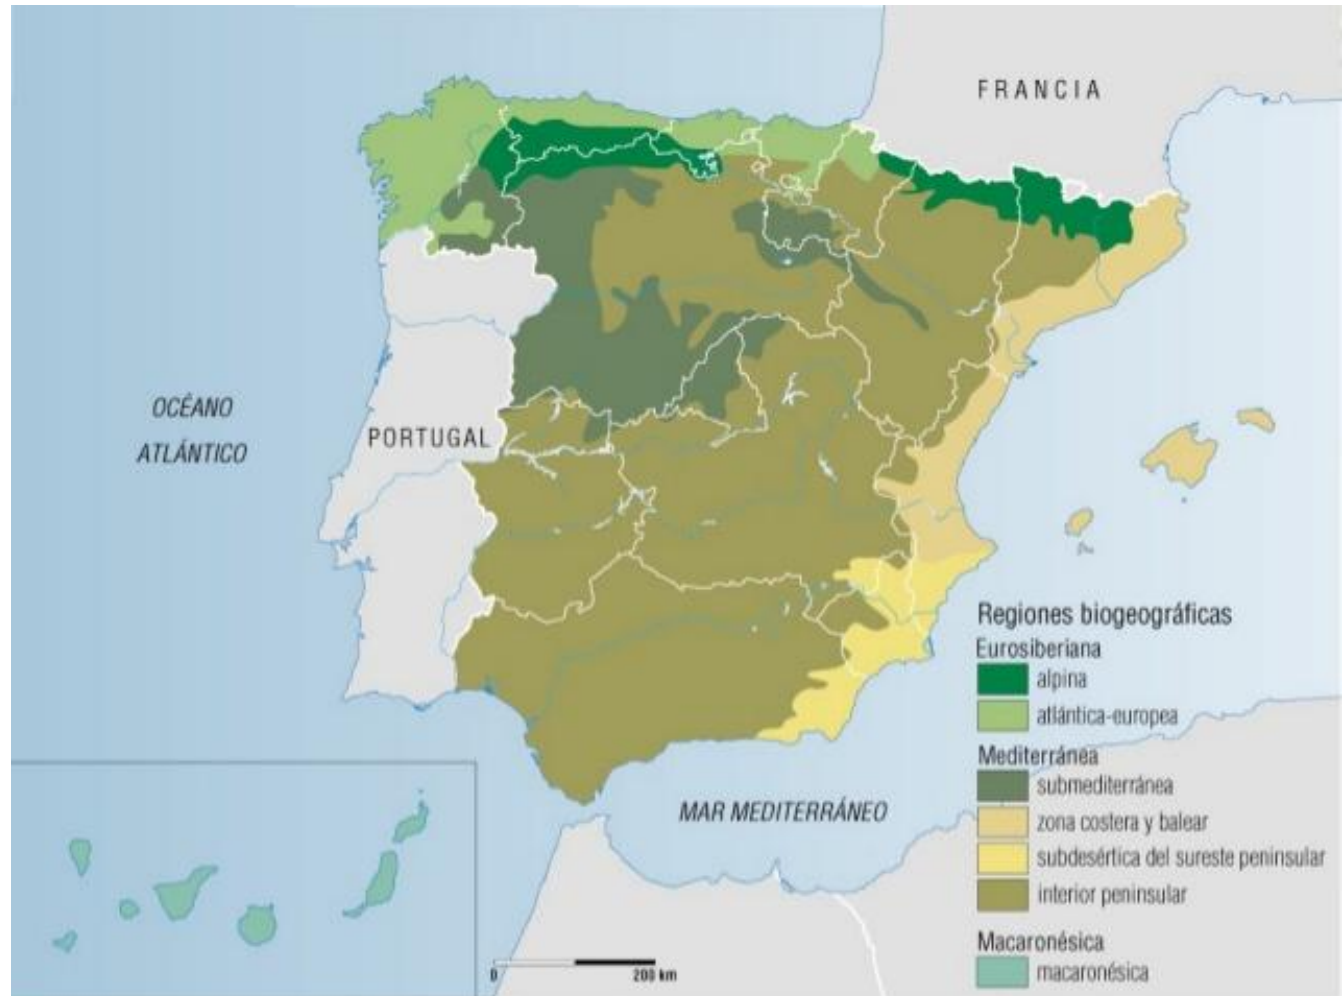 FRANCIA
OCÉANO
ATLÁNTICO
PORTUGAL
MAR MEDITERRÁNEO
Regiones biogeográficas
Eurosiberiana
alpina
atlántica-europea
Mediterránea
submediterránea
zona costera y balear
subdesértica del sureste peninsular
interior peninsular
Macaronésica
macaronésica
0 200 km